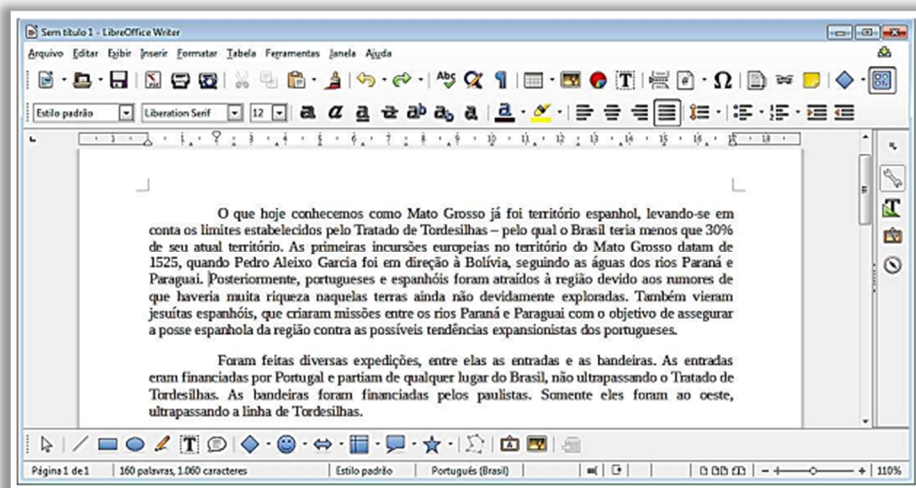 Sem título 1 - LibreOffice Writer
Arquivo Editar Exibir Inserir Formatar Tabela Ferramentas Janela Ajuda
Estilo padrão Liberation Serif 12
O que hoje conhecemos como Mato Grosso já foi território espanhol, levando-se em
conta os limites estabelecidos pelo Tratado de Tordesilhas – pelo qual o Brasil teria menos que 30%
de seu atual território. As primeiras incursões europeias no território do Mato Grosso datam de
1525, quando Pedro Aleixo Garcia foi em direção à Bolívia, seguindo as águas dos rios Paraná e
Paraguai. Posteriormente, portugueses e espanhóis foram atraídos à região devido aos rumores de
que haveria muita riqueza naquelas terras ainda não devidamente exploradas. Também vieram
jesuítas espanhóis, que criaram missões entre os rios Paraná e Paraguai com o objetivo de assegurar
a posse espanhola da região contra as possíveis tendências expansionistas dos portugueses.
Foram feitas diversas expedições, entre elas as entradas e as bandeiras. As entradas
eram financiadas por Portugal e partiam de qualquer lugar do Brasil, não ultrapassando o Tratado de
Tordesilhas. As bandeiras foram financiadas pelos paulistas. Somente eles foram ao oeste,
ultrapassando a linha de Tordesilhas.
Página 1 de 1 160 palavras, 1.060 caracteres Estilo padrão Português (Brasil) 110%